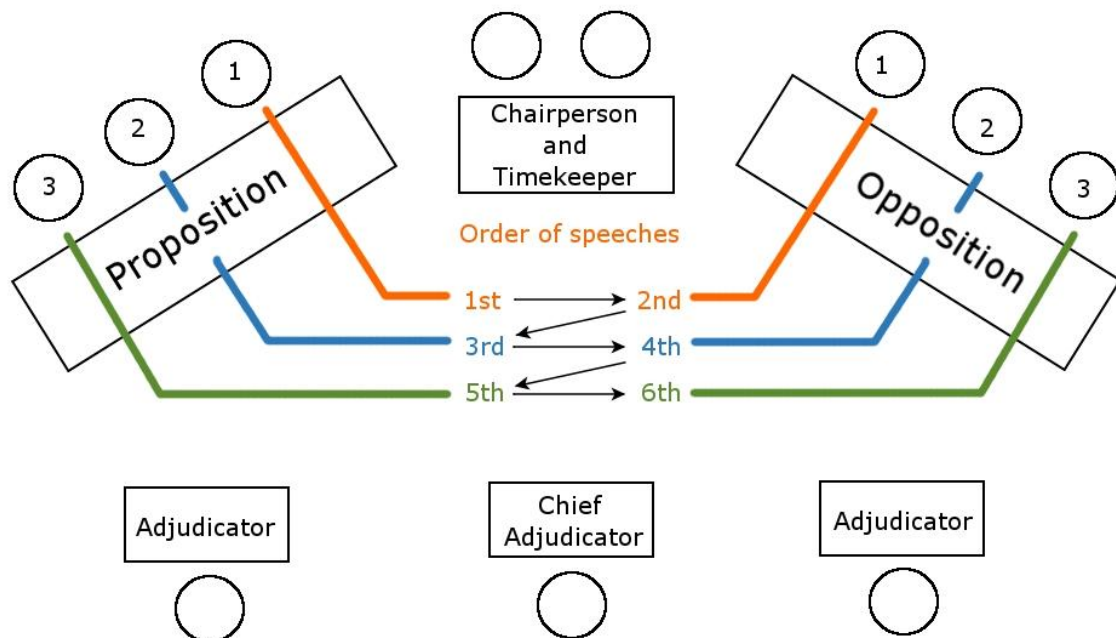 1
2
3
Proposition
Chairperson
and
Timekeeper
1
2
3
Opposition
Order of speeches
1st 2nd
3rd 4th
5th 6th
Adjudicator
Chief
Adjudicator
Adjudicator